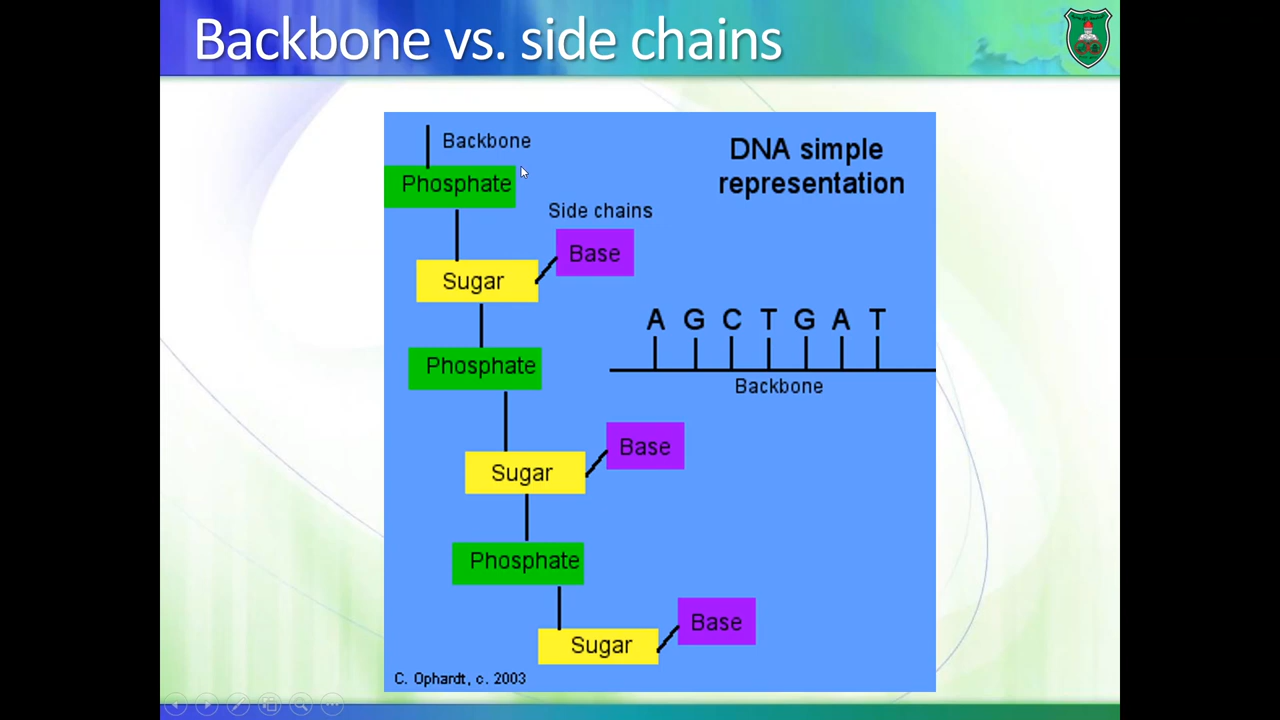 Backbone vs. side chains
Backbone
DNA simple
representation
Phosphate
Side chains
Base
Sugar
A G C T G A T
Phosphate
Backbone
Base
Sugar
Phosphate
Base
Sugar
C. Ophardt, c. 2003